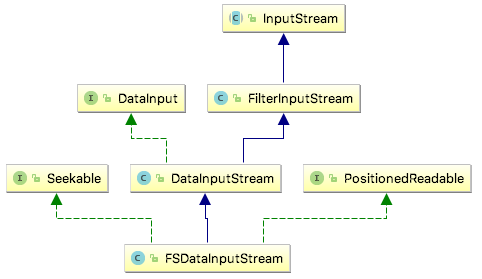 C InputStream
I DataInput
C FilterInputStream
I Seekable
C DataInputStream
I PositionedReadable
C FSDataInputStream